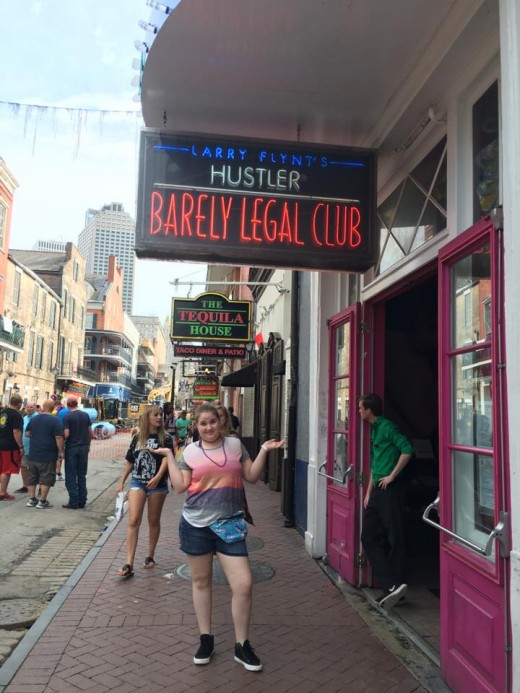 LARRY FLYNT'S
HUSTLER
BARELY LEGAL CLUB
THE
TEQUILA
HOUSE
TACO DINER & PATIO